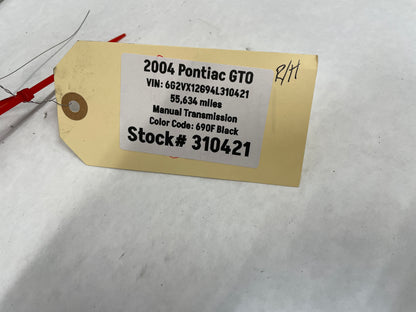 2004 Pontiac GTO
VIN: 6G2VX12G94L310421
55,634 miles
Manual Transmission
Color Code: 690F Black
Stock# 310421
R/H